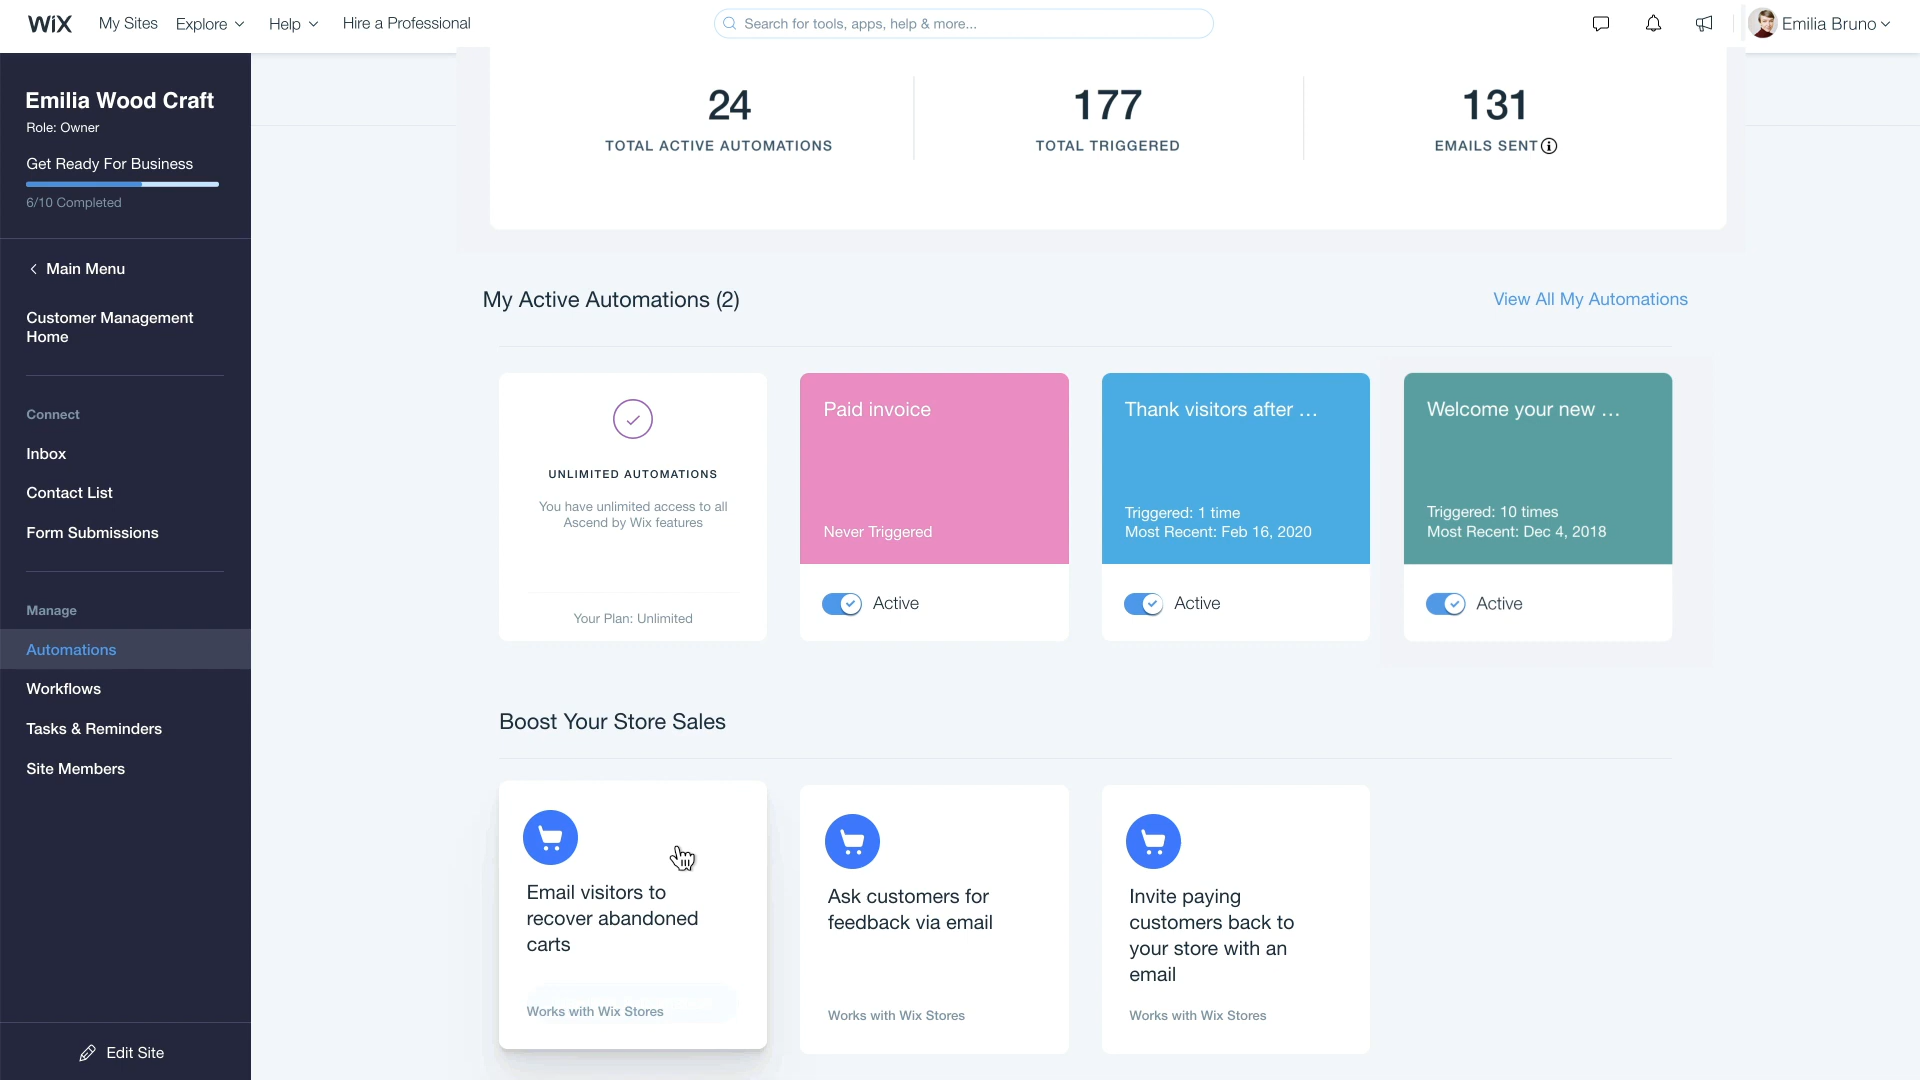 WiX
My Sites
Explore
Help
Hire a Professional
Search for tools, apps, help & more...
Emilia Bruno
Emilia Wood Craft
Role: Owner
Get Ready For Business
6/10 Completed
Main Menu
Customer Management
Home
Connect
Inbox
Contact List
Form Submissions
Manage
Automations
Workflows
Tasks & Reminders
Site Members
Edit Site
24
TOTAL ACTIVE AUTOMATIONS
177
TOTAL TRIGGERED
131
EMAILS SENT
My Active Automations (2)
View All My Automations
UNLIMITED AUTOMATIONS
You have unlimited access to all
Ascend by Wix features
Your Plan: Unlimited
Paid invoice
Never Triggered
Active
Thank visitors after ...
Triggered: 1 time
Most Recent: Feb 16, 2020
Active
Welcome your new ...
Triggered: 10 times
Most Recent: Dec 4, 2018
Active
Boost Your Store Sales
Email visitors to
recover abandoned
carts
Works with Wix Stores
Ask customers for
feedback via email
Works with Wix Stores
Invite paying
customers back to
your store with an
email
Works with Wix Stores